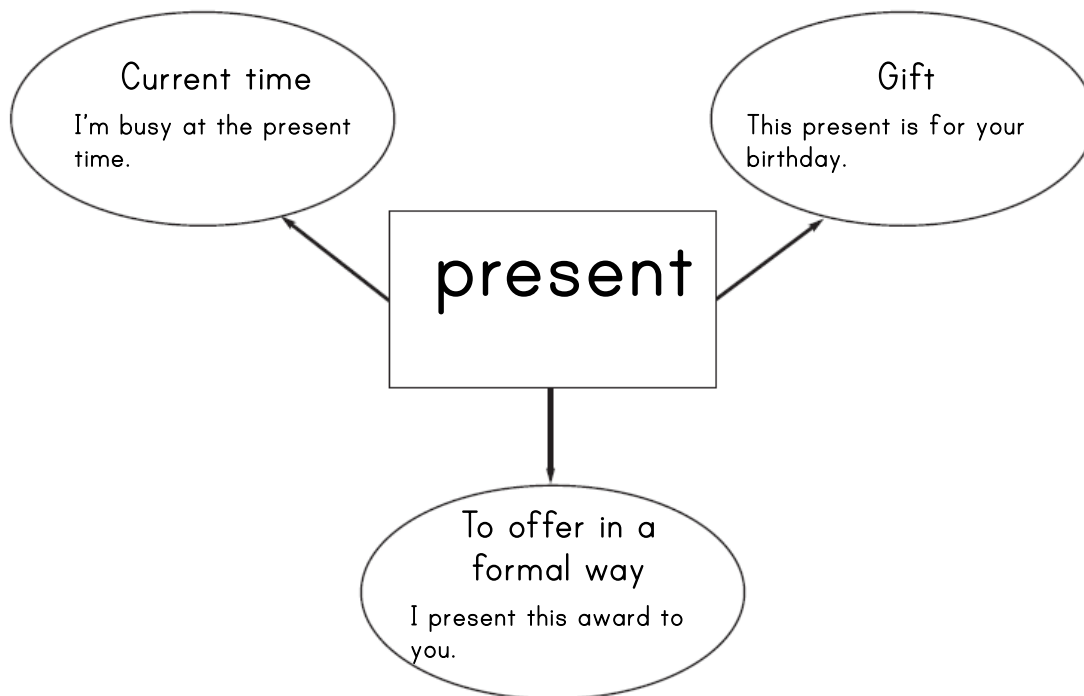 Current time
I'm busy at the present
time.
Gift
This present is for your
birthday.
present
To offer in a
formal way
I present this award to
you.